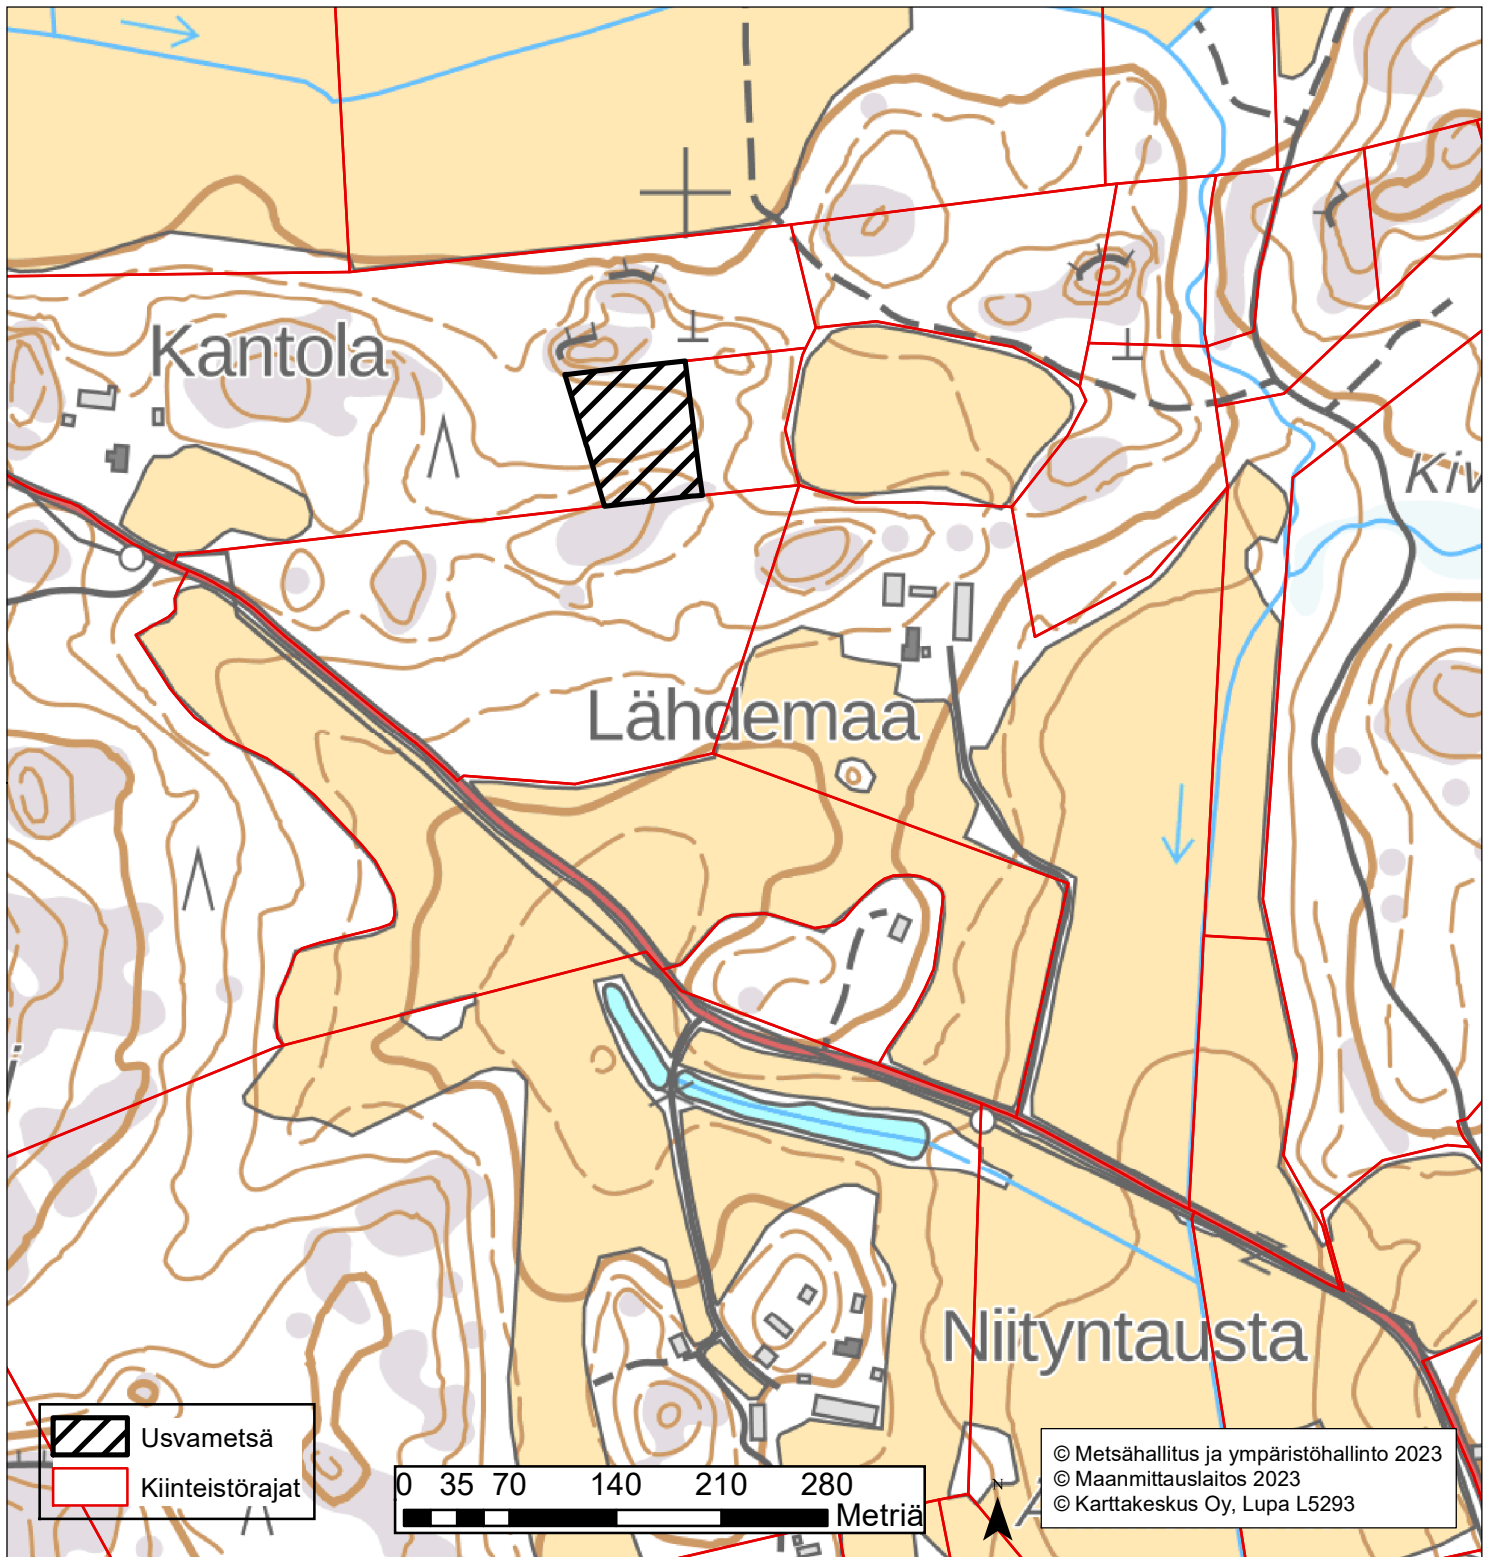 Kantola
Kiv
Lähdemaa
i
Niityntausta
Usvametsä
Kiinteistörajat
0 35 70 140 210 280
Metriä
N
© Metsähallitus ja ympäristöhallinto 2023
© Maanmittauslaitos 2023
© Karttakeskus Oy, Lupa L5293